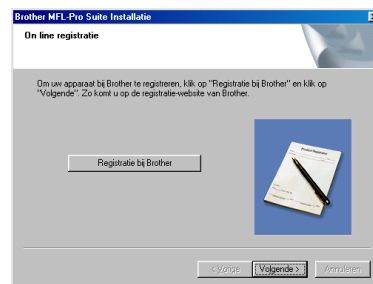 Brother MFL-Pro Suite Installatie
On line registratie
Om uw apparaat bij Brother te registreren, klik op "Registratie bij Brother" en klik op
"Volgende". Zo komt u op de registratie-website van Brother.
Registratie bij Brother
< Vorige
Volgende >
Annuleren